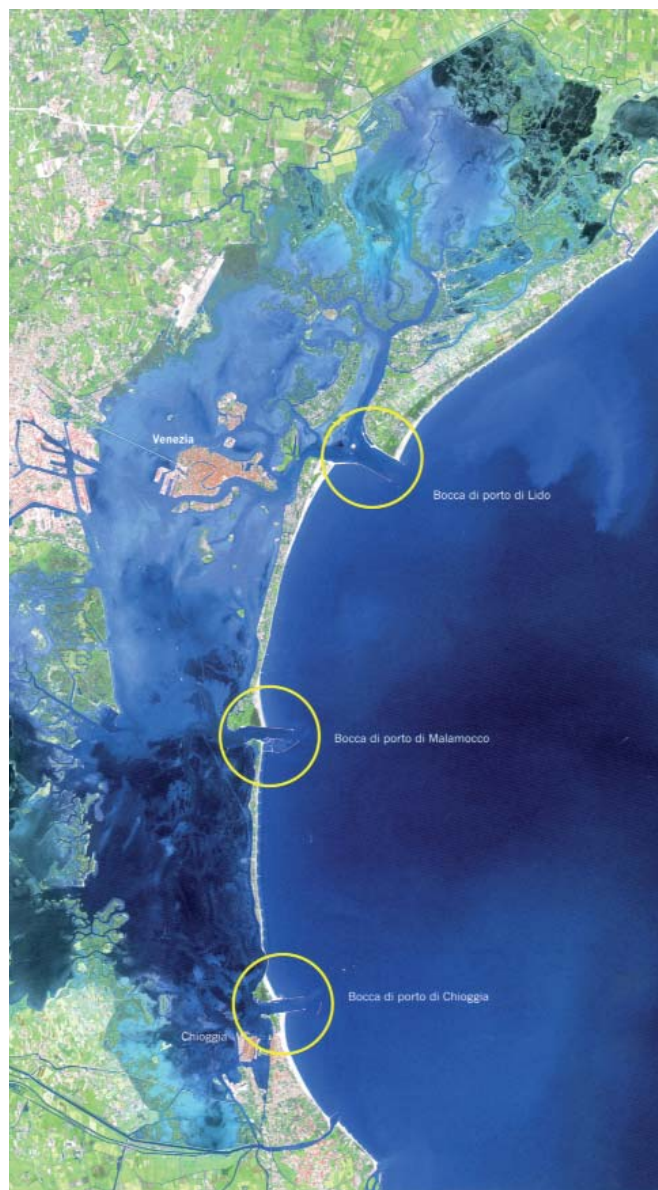 Venezia
Bocca di porto di Lido
Bocca di porto di Malamocco
Bocca di porto di Chioggia
Chioggia